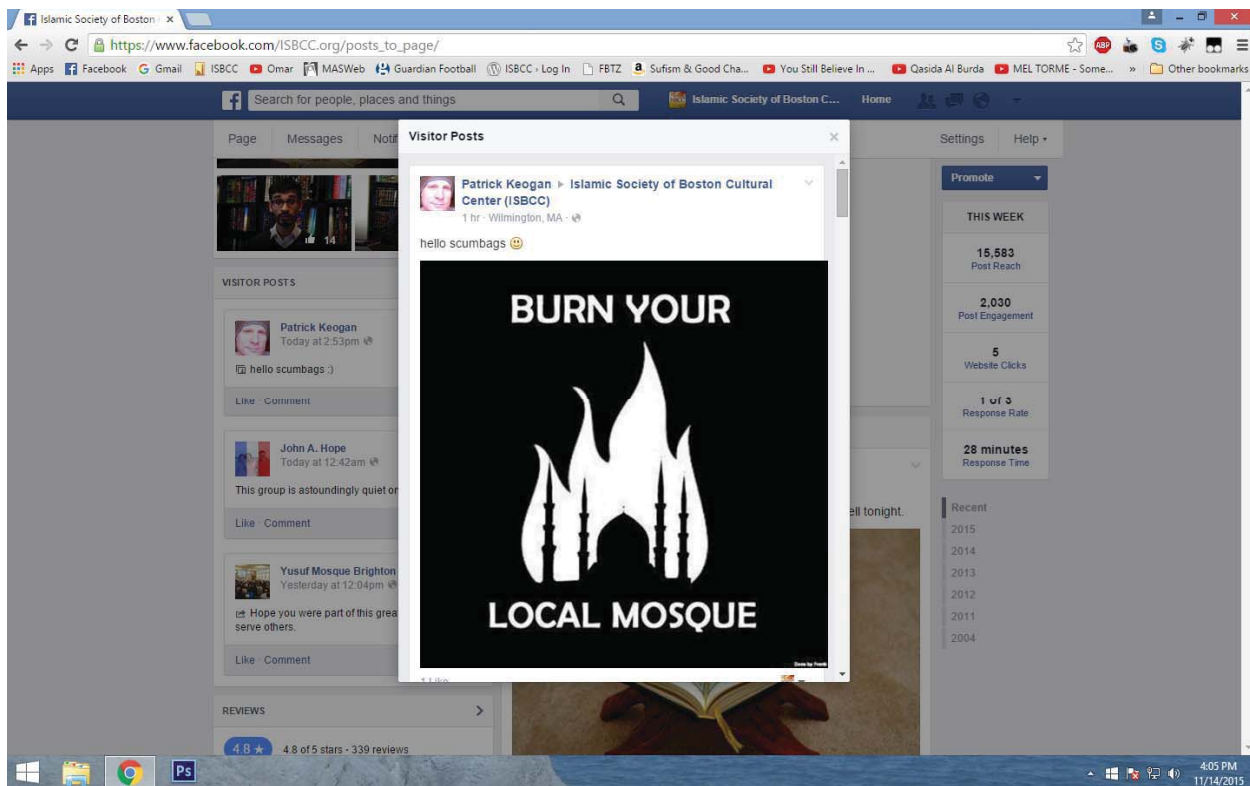 Islamic Society of Boston
https://www.facebook.com/ISBCC.org/posts_to_page/
ABP
Apps Facebook Gmail ISBCC Omar MASWeb Guardian Football ISBCC › Log In FBTZ Sufism & Good Cha... You Still Believe In ... Qasida Al Burda MEL TORME - Some... » Other bookmarks
Search for people, places and things
Islamic Society of Boston C... Home
Page Messages Notif
Settings Help
14
VISITOR POSTS
Patrick Keogan
Today at 2:53pm
hello scumbags :)
Like · Comment
John A. Hope
Today at 12:42am
This group is astoundingly quiet or
Like · Comment
Yusuf Mosque Brighton
Yesterday at 12:04pm
Hope you were part of this grea
serve others.
Like · Comment
REVIEWS
4.8 ★ 4.8 of 5 stars - 339 reviews
Visitor Posts
Patrick Keogan ▸ Islamic Society of Boston Cultural
Center (ISBCC)
1 hr · Wilmington, MA ·
hello scumbags
BURN YOUR
LOCAL MOSQUE
1 Like
ell tonight.
Promote
THIS WEEK
15,583
Post Reach
2,030
Post Engagement
5
Website Clicks
1 of 3
Response Rate
28 minutes
Response Time
Recent
2015
2014
2013
2012
2011
2004
Ps
4:05 PM
11/14/2015